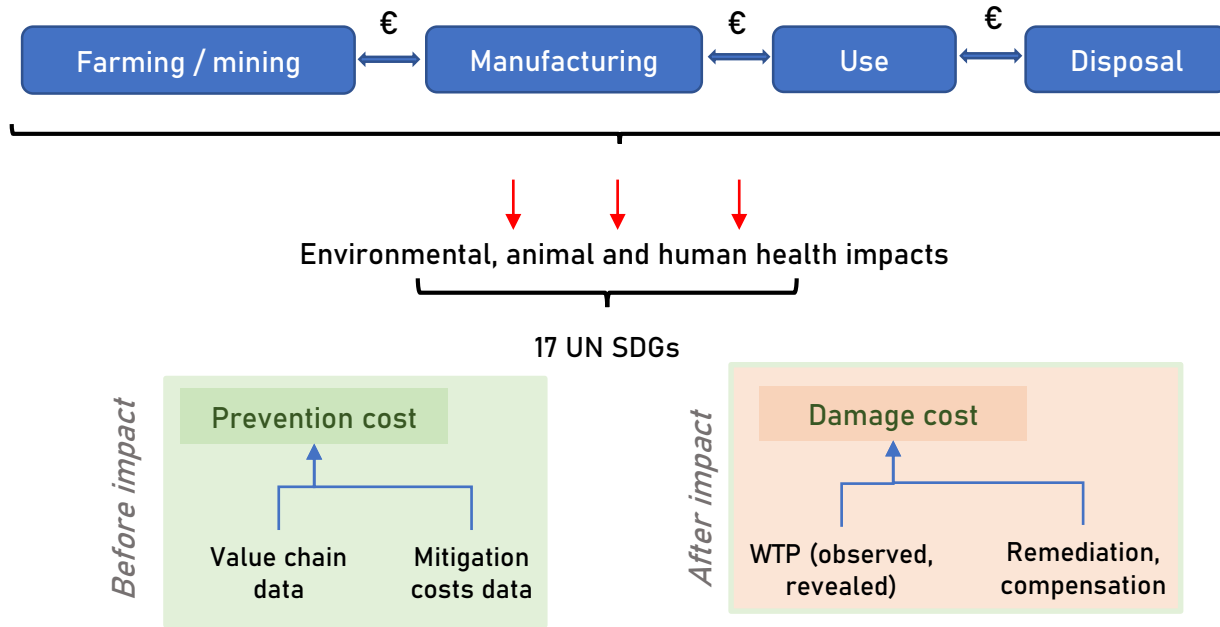 € € €
Farming / mining Manufacturing Use Disposal
Environmental, animal and human health impacts
17 UN SDGs
Before impact
Prevention cost
Value chain
data
Mitigation
costs data
After impact
Damage cost
WTP (observed,
revealed)
Remediation,
compensation